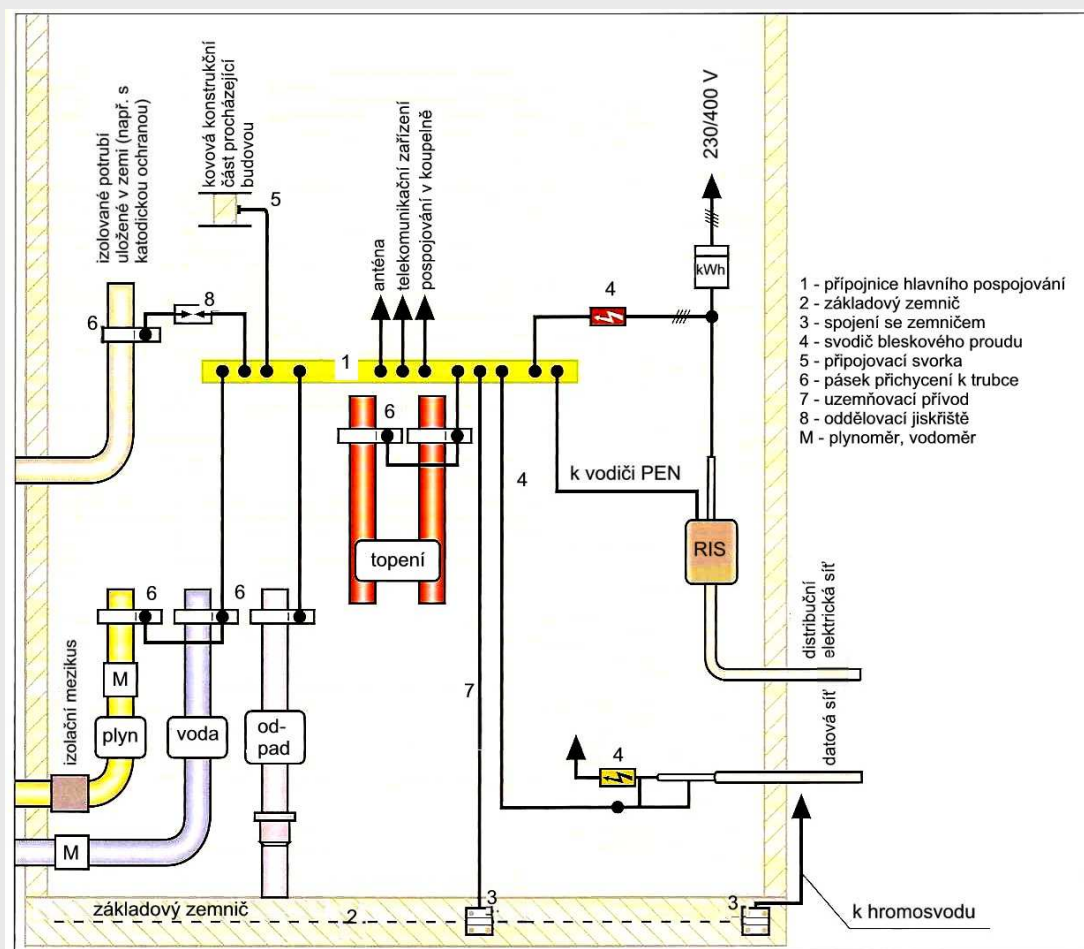 izolované potrubí
uložené v zemi (např. s
katodickou ochranou)
kovová konstrukční
část procházející
budovou
5
6
8
anténa
telekomunikační zařízení
pospojování v koupelně
230/400 V
kWh
4
1
1 - přípojnice hlavního pospojování
2 - základový zemnič
3 - spojení se zemničem
4 - svodič bleskového proudu
5 - připojovací svorka
6 - pásek přichycení k trubce
7 - uzemňovací přívod
8 - oddělovací jiskřiště
M - plynoměr, vodoměr
6
topení
4
k vodiči PEN
RIS
6
6
izolační mezikus
M
plyn
voda
od-
pad
M
7
distribuční
elektrická síť
datová síť
4
základový zemnič
2
3
3
k hromosvodu